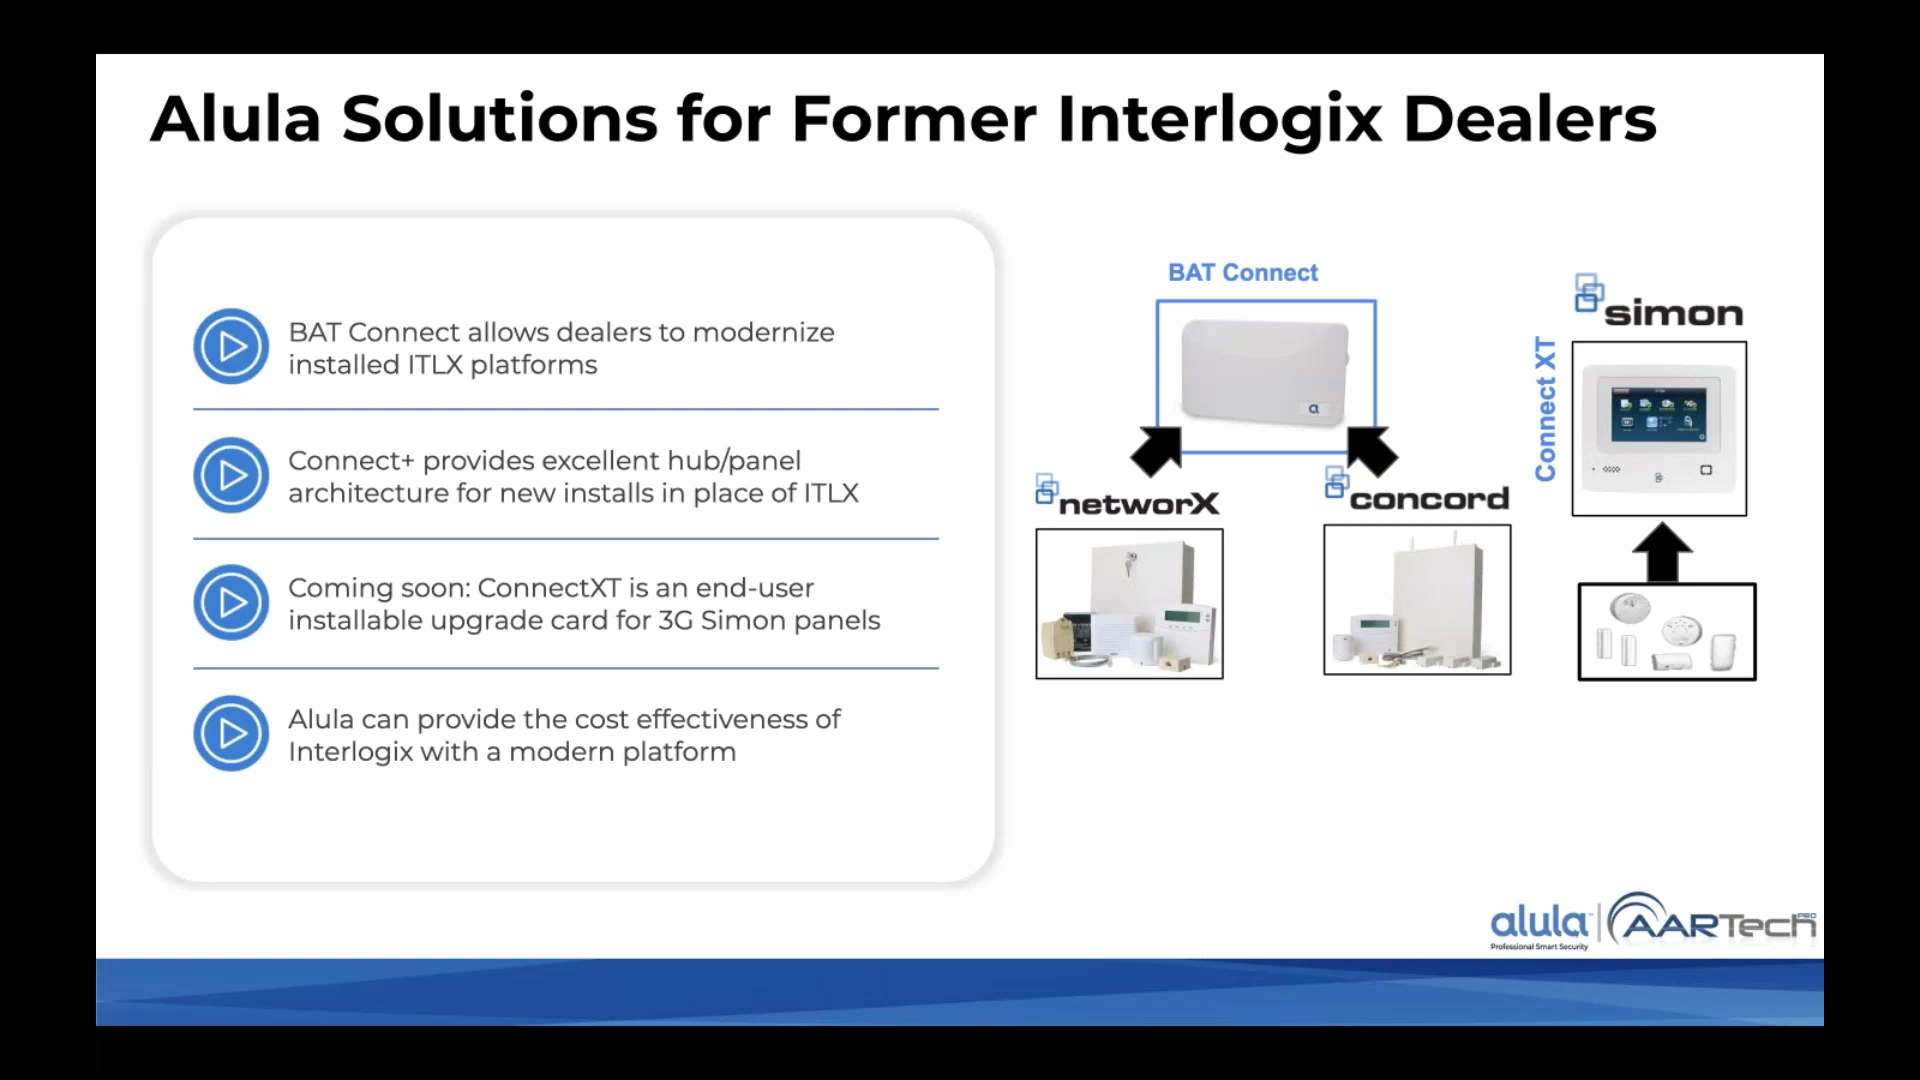 Alula Solutions for Former Interlogix Dealers
BAT Connect allows dealers to modernize
installed ITLX platforms
Connect+ provides excellent hub/panel
architecture for new installs in place of ITLX
Coming soon: ConnectXT is an end-user
installable upgrade card for 3G Simon panels
Alula can provide the cost effectiveness of
Interlogix with a modern platform
BAT Connect
a
networX
concord
Connect XT
simon
alula
Professional Smart Security
AARTech PRO